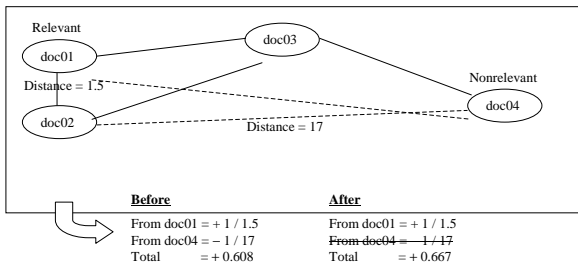 Relevant
doc01
doc03
Distance = 1.5
Nonrelevant
doc04
doc02
Distance = 17
Before
From doc01 = + 1 / 1.5
From doc04 = − 1 / 17
Total = + 0.608
After
From doc01 = + 1 / 1.5
From doc04 = − 1 / 17
Total = + 0.667